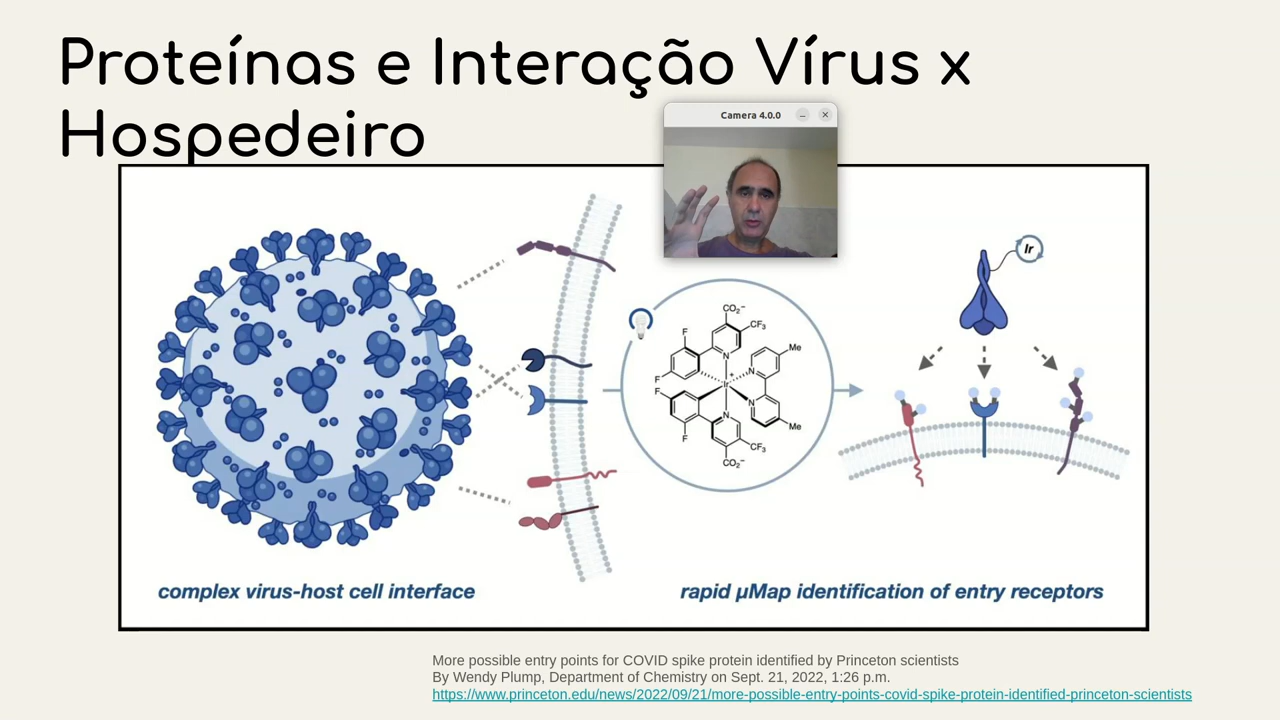 Proteínas e Interação Vírus x
Hospedeiro
Camera 4.0.0
Ir
CO₂⁻
F
CF₃
N
Me
F
N
Ir
F
N
Me
N
F
CF₃
CO₂⁻
complex virus-host cell interface
rapid µMap identification of entry receptors
More possible entry points for COVID spike protein identified by Princeton scientists
By Wendy Plump, Department of Chemistry on Sept. 21, 2022, 1:26 p.m.
https://www.princeton.edu/news/2022/09/21/more-possible-entry-points-covid-spike-protein-identified-princeton-scientists